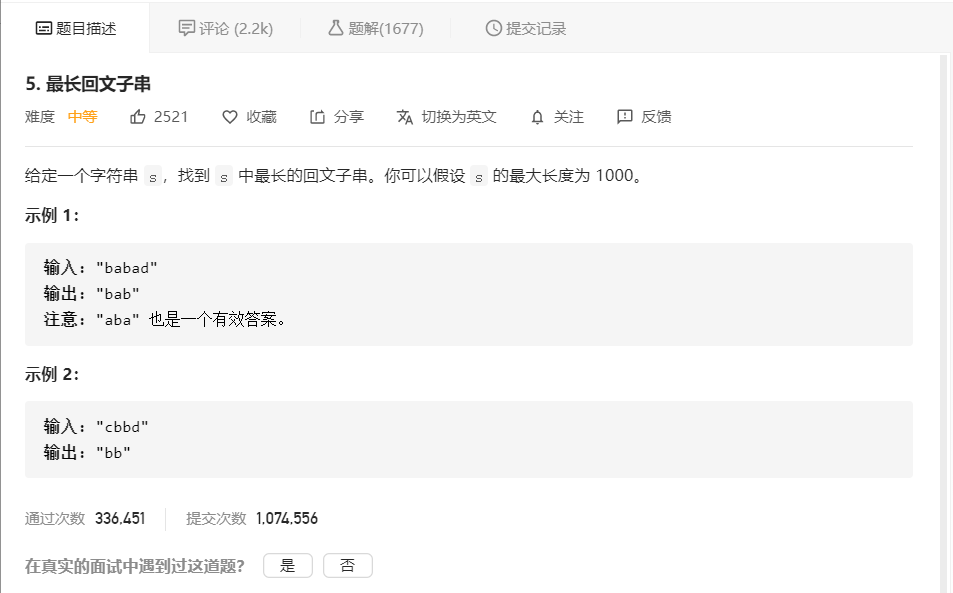 题目描述 评论 (2.2k) 题解(1677) 提交记录
5. 最长回文子串
难度 中等 2521 收藏 分享 切换为英文 关注 反馈
给定一个字符串 s，找到 s 中最长的回文子串。你可以假设 s 的最大长度为 1000。
示例 1：
输入: "babad"
输出: "bab"
注意: "aba" 也是一个有效答案。
示例 2：
输入: "cbbd"
输出: "bb"
通过次数 336,451 提交次数 1,074,556
在真实的面试中遇到过这道题? 是 否